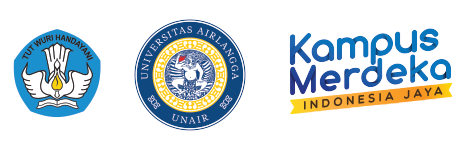 TUT WURI HANDAYANI
UNIVERSITAS AIRLANGGA
UNAIR
Kampus
Merdeka
INDONESIA JAYA